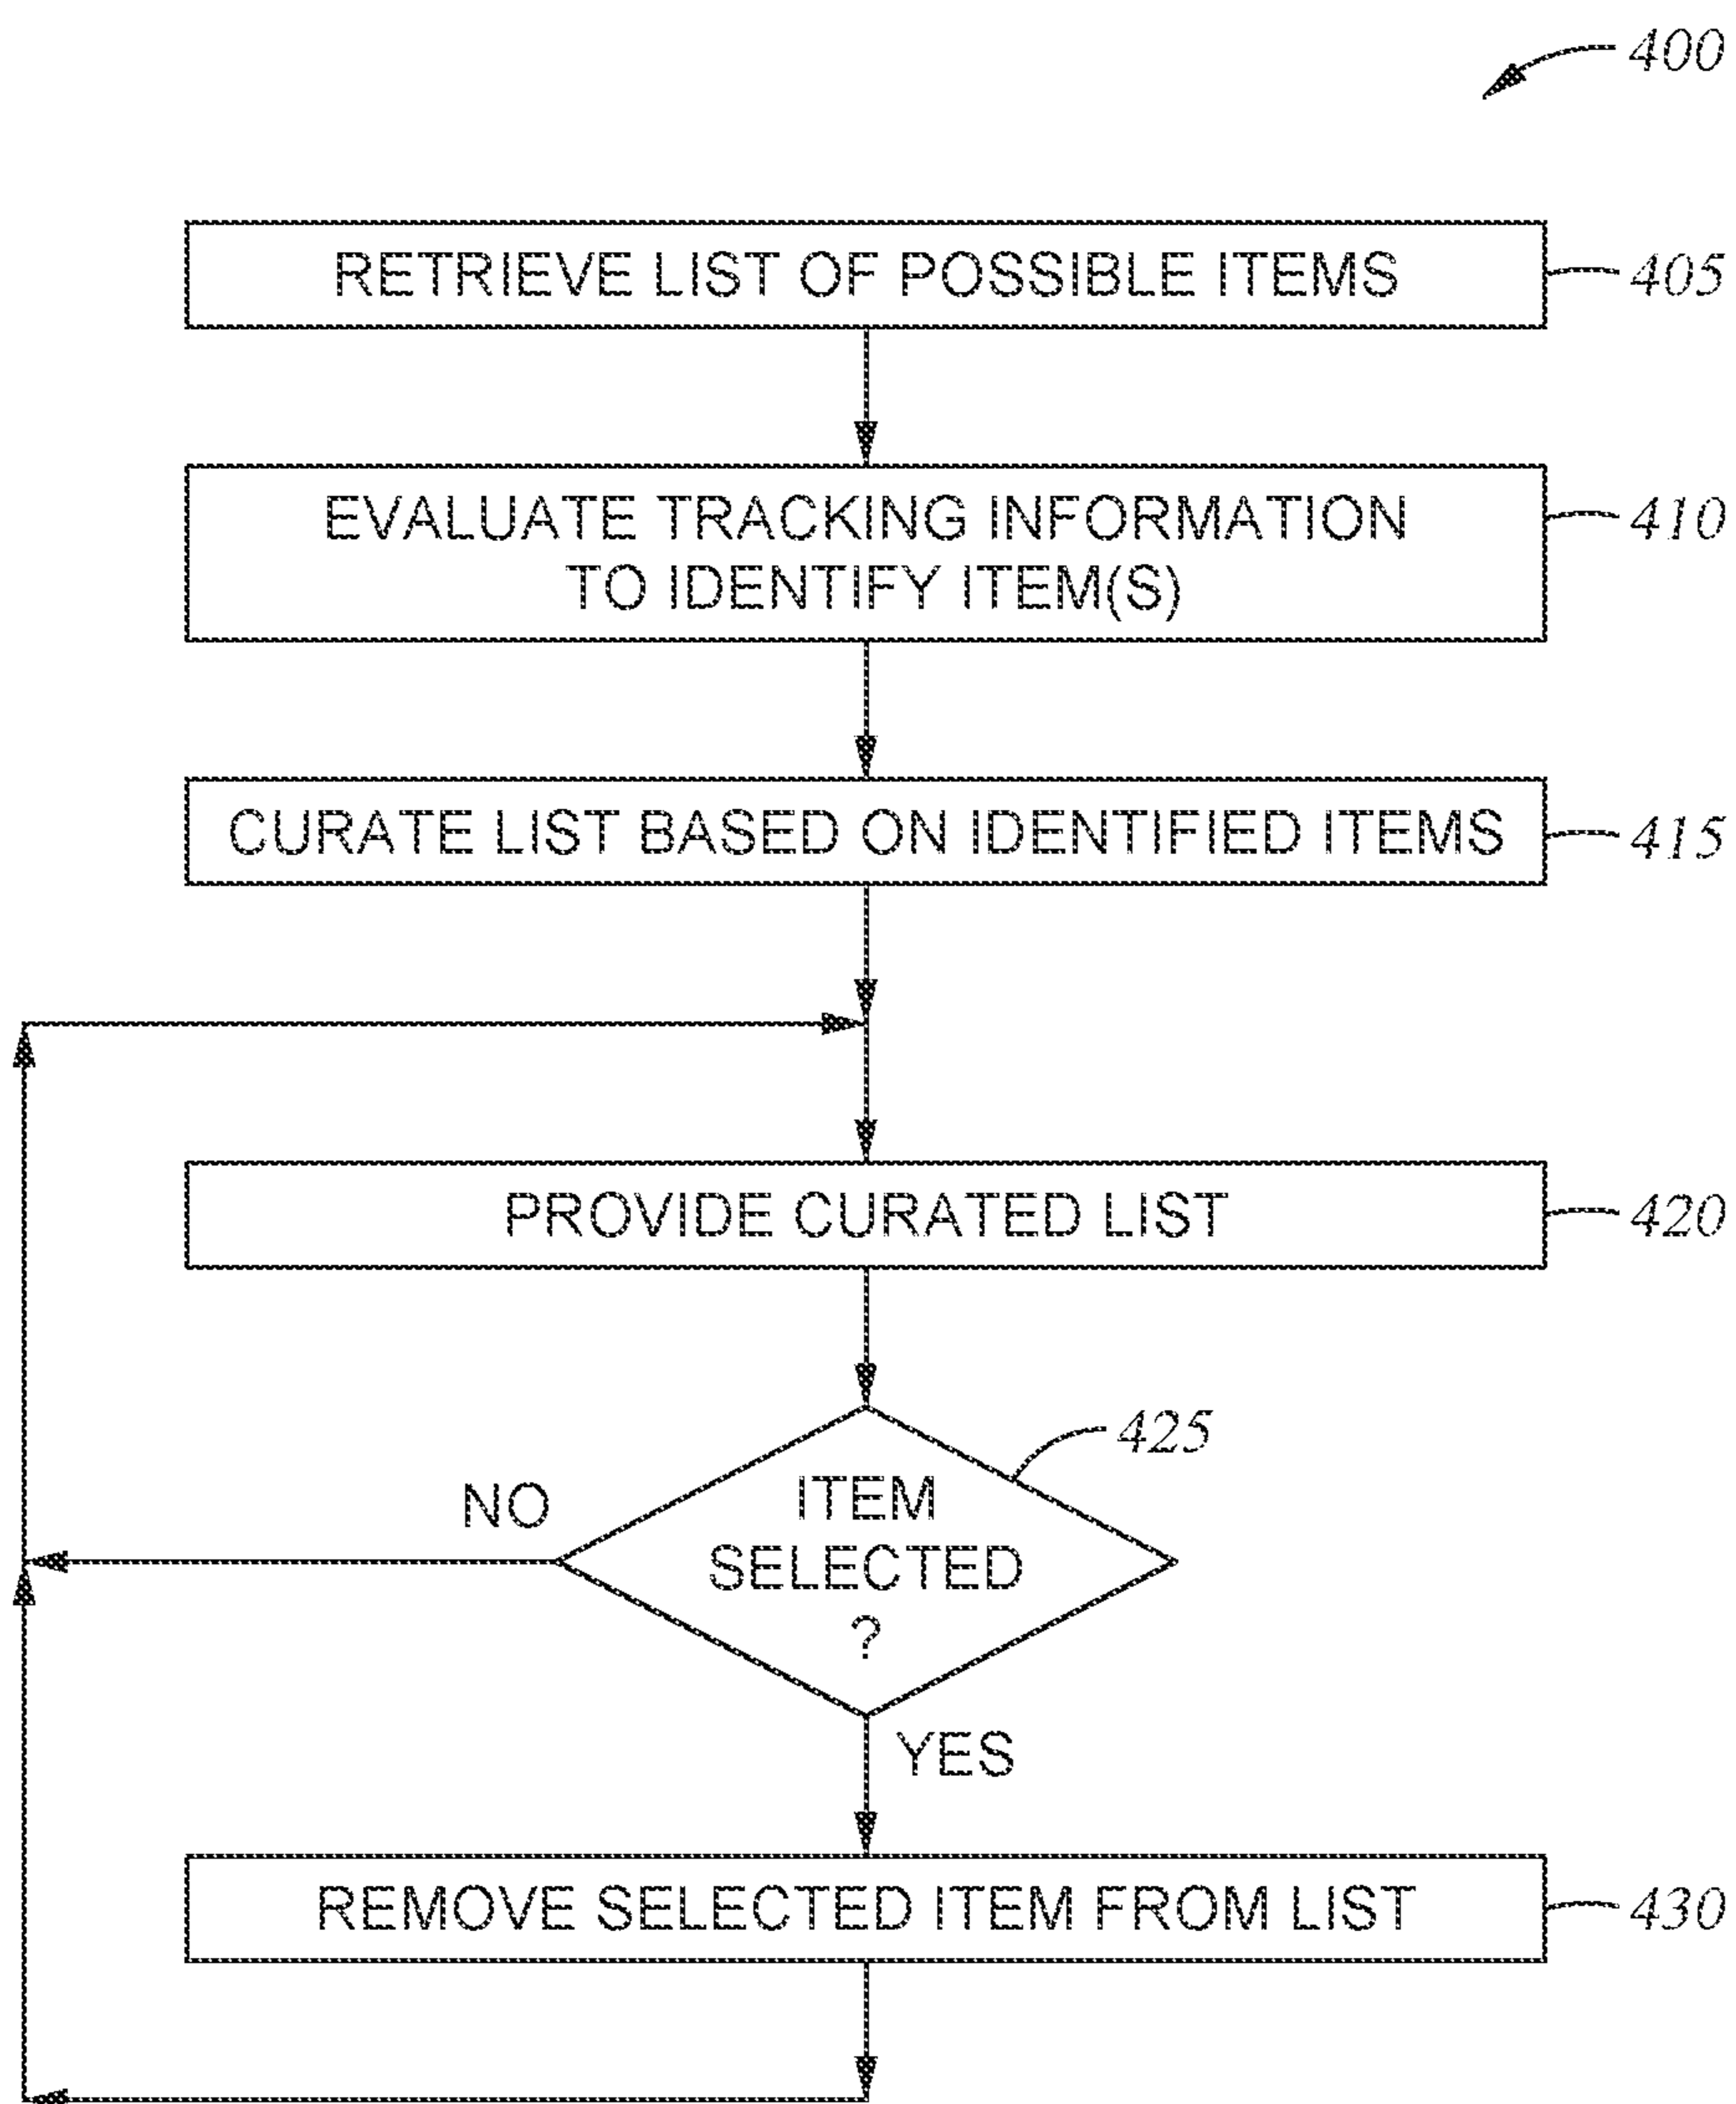 400
RETRIEVE LIST OF POSSIBLE ITEMS
405
EVALUATE TRACKING INFORMATION
TO IDENTIFY ITEM(S)
410
CURATE LIST BASED ON IDENTIFIED ITEMS
415
PROVIDE CURATED LIST
420
425
ITEM
SELECTED
?
NO
YES
REMOVE SELECTED ITEM FROM LIST
430